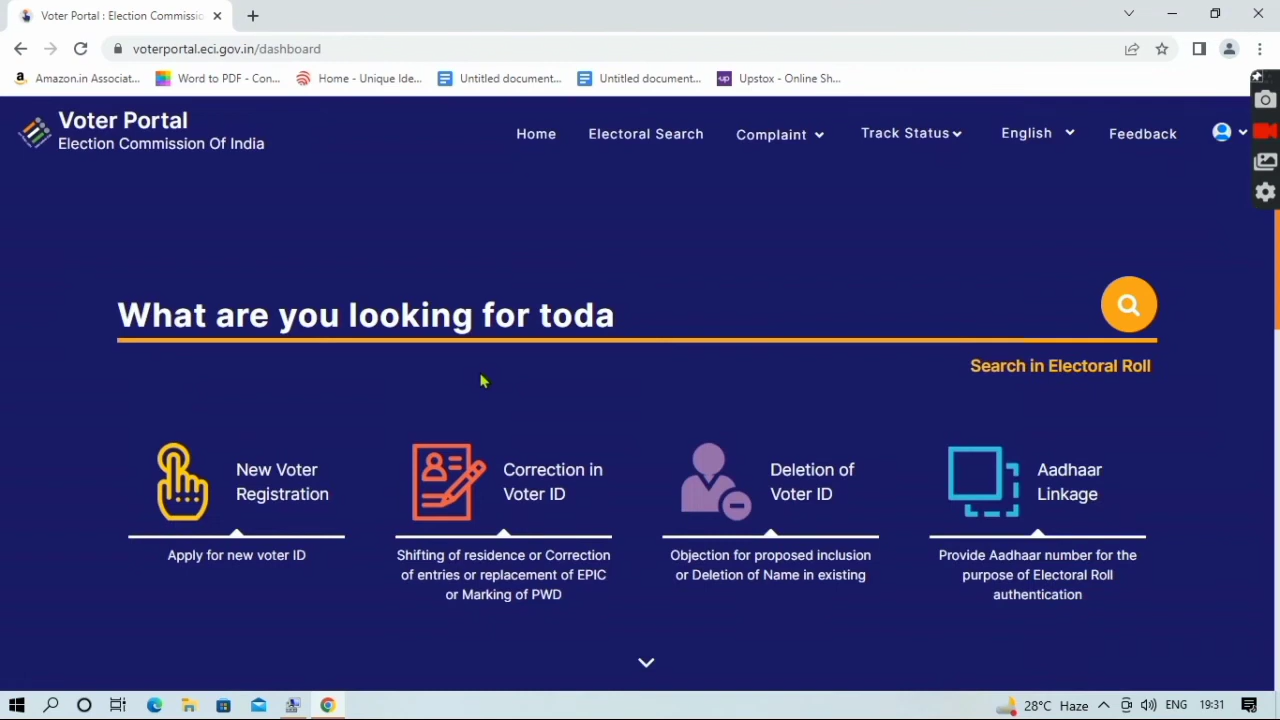 Voter Portal : Election Commissio
voterportal.eci.gov.in/dashboard
Amazon.in Associat... Word to PDF - Con... Home - Unique Ide... Untitled document... Untitled document... Upstox - Online Sh...
Voter Portal
Election Commission Of India
Home Electoral Search Complaint Track Status English Feedback
What are you looking for toda
Search in Electoral Roll
New Voter
Registration
Apply for new voter ID
Correction in
Voter ID
Shifting of residence or Correction
of entries or replacement of EPIC
or Marking of PWD
Deletion of
Voter ID
Objection for proposed inclusion
or Deletion of Name in existing
Aadhaar
Linkage
Provide Aadhaar number for the
purpose of Electoral Roll
authentication
28°C Haze ENG 19:31